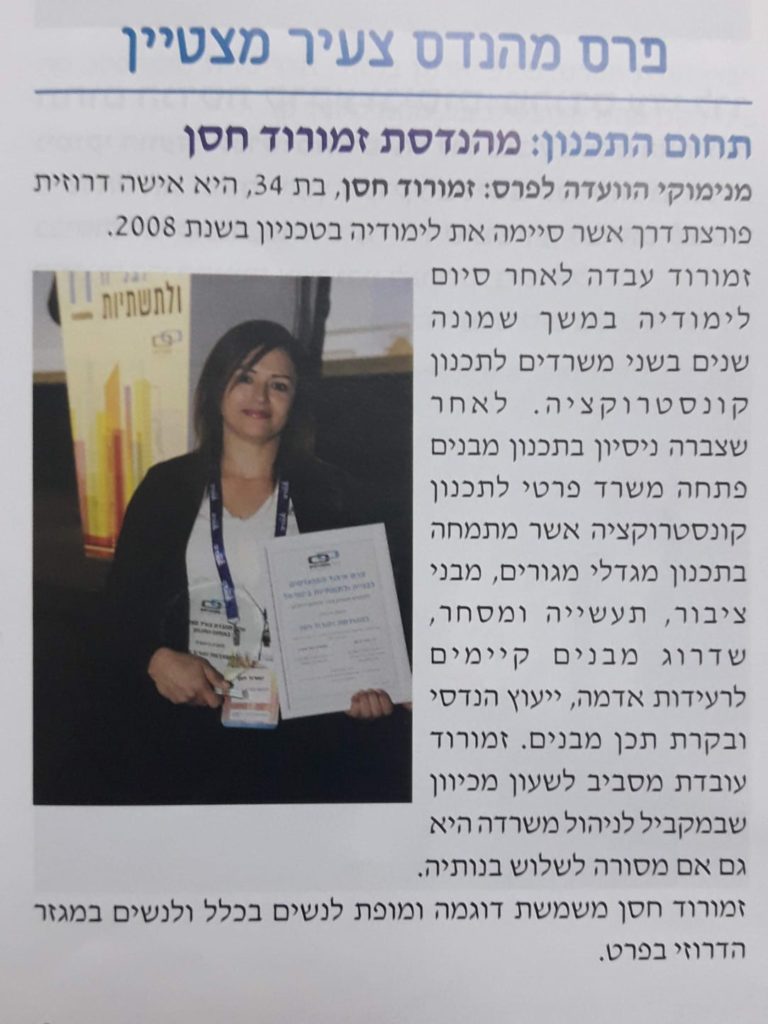 פרס מהנדס צעיר מצטיין
תחום התכנון: מהנדסת זמורוד חסן
מנימוקי הוועדה לפרס: זמורוד חסן, בת 34, היא אישה דרוזית
פורצת דרך אשר סיימה את לימודיה בטכניון בשנת 2008.
זמורוד עבדה לאחר סיום
לימודיה במשך שמונה
שנים בשני משרדים לתכנון
קונסטרוקציה. לאחר
שצברה ניסיון בתכנון מבנים
פתחה משרד פרטי לתכנון
קונסטרוקציה אשר מתמחה
בתכנון מגדלי מגורים, מבני
ציבור, תעשייה ומסחר,
שדרוג מבנים קיימים
לרעידות אדמה, ייעוץ הנדסי
ובקרת תכן מבנים. זמורוד
עובדת מסביב לשעון מכיוון
שבמקביל לניהול משרדה היא
גם אם מסורה לשלוש בנותיה.
זמורוד חסן משמשת דוגמה ומופת לנשים בכלל ולנשים במגזר
הדרוזי בפרט.
ולתשתיות